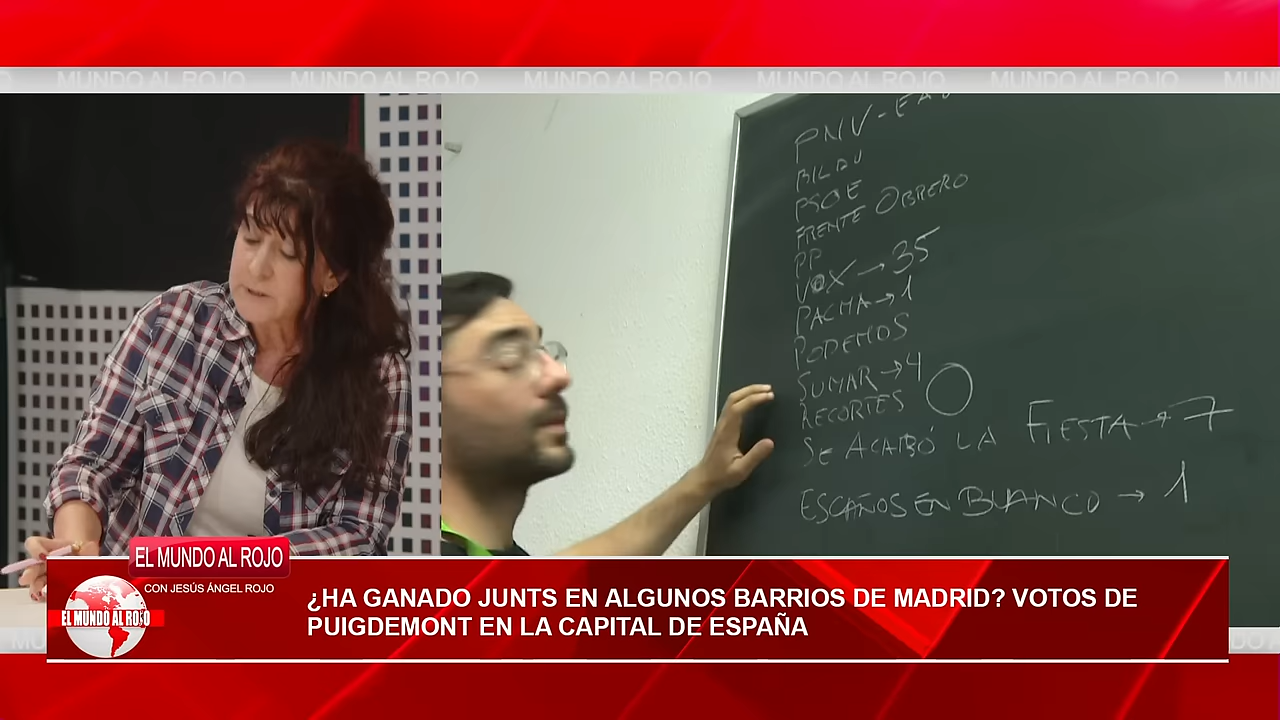 MUNDO AL ROJO MUNDO AL ROJO MUNDO AL ROJO MUNDO AL ROJO MUNDO AL ROJO
PNV-EAJ
BILDU
PSOE
FRENTE OBRERO
PP
VOX → 35
PACMA → 1
PODEMOS
SUMAR → 4
RECORTES
SE ACABÓ LA FIESTA → 7
ESCAÑOS EN BLANCO → 1
EL MUNDO AL ROJO
CON JESÚS ÁNGEL ROJO
EL MUNDO AL ROJO
¿HA GANADO JUNTS EN ALGUNOS BARRIOS DE MADRID? VOTOS DE
PUIGDEMONT EN LA CAPITAL DE ESPAÑA